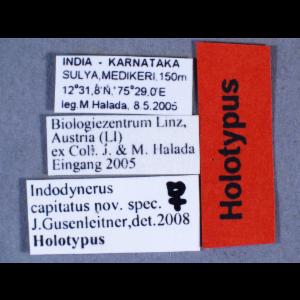 INDIA - KARNATAKA
SULYA,MEDIKERI,150m
12°31,8'N,'75°29.0'E
leg.M.Halada, 8.5.2005
Biologiezentrum Linz,
Austria (LI)
ex Coll. J. & M. Halada
Eingang 2005
Indodynerus
capitatus nov. spec. ♀
J.Gusenleitner,det.2008
Holotypus
Holotypus